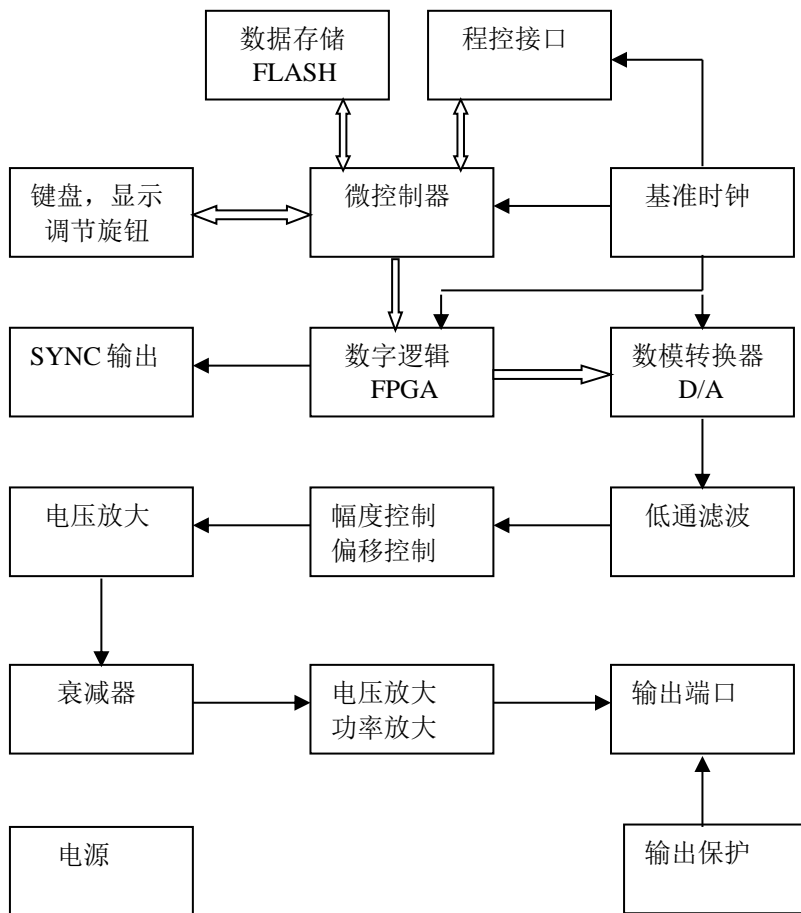 数据存储
FLASH
程控接口
键盘，显示
调节旋钮
微控制器
基准时钟
SYNC 输出
数字逻辑
FPGA
数模转换器
D/A
电压放大
幅度控制
偏移控制
低通滤波
衰减器
电压放大
功率放大
输出端口
电源
输出保护